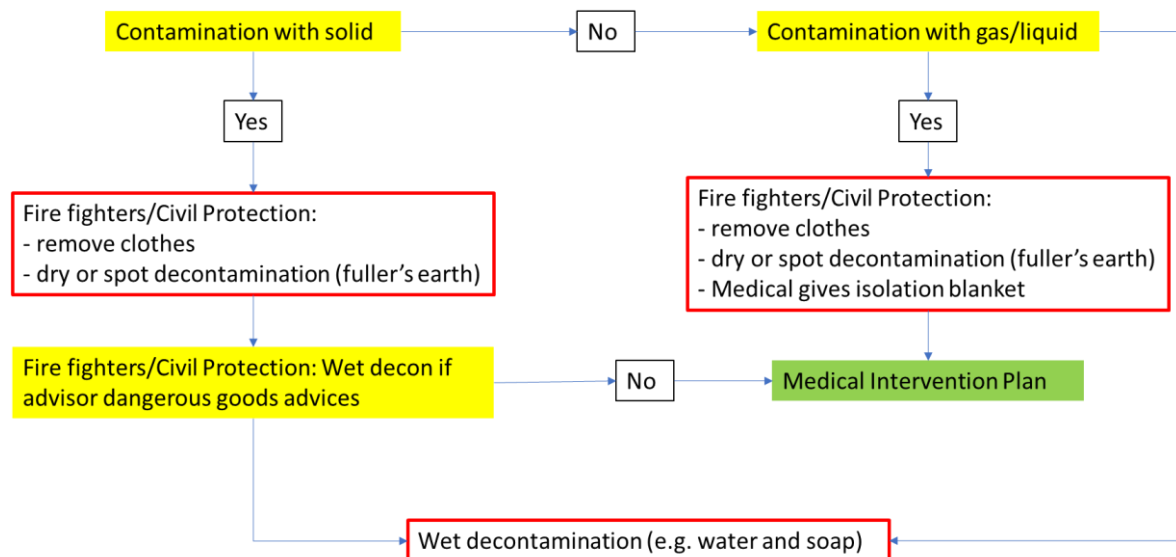 Contamination with solid
No
Contamination with gas/liquid
Yes
Yes
Fire fighters/Civil Protection:
- remove clothes
- dry or spot decontamination (fuller's earth)
Fire fighters/Civil Protection:
- remove clothes
- dry or spot decontamination (fuller's earth)
- Medical gives isolation blanket
Fire fighters/Civil Protection: Wet decon if
advisor dangerous goods advices
No
Medical Intervention Plan
Wet decontamination (e.g. water and soap)